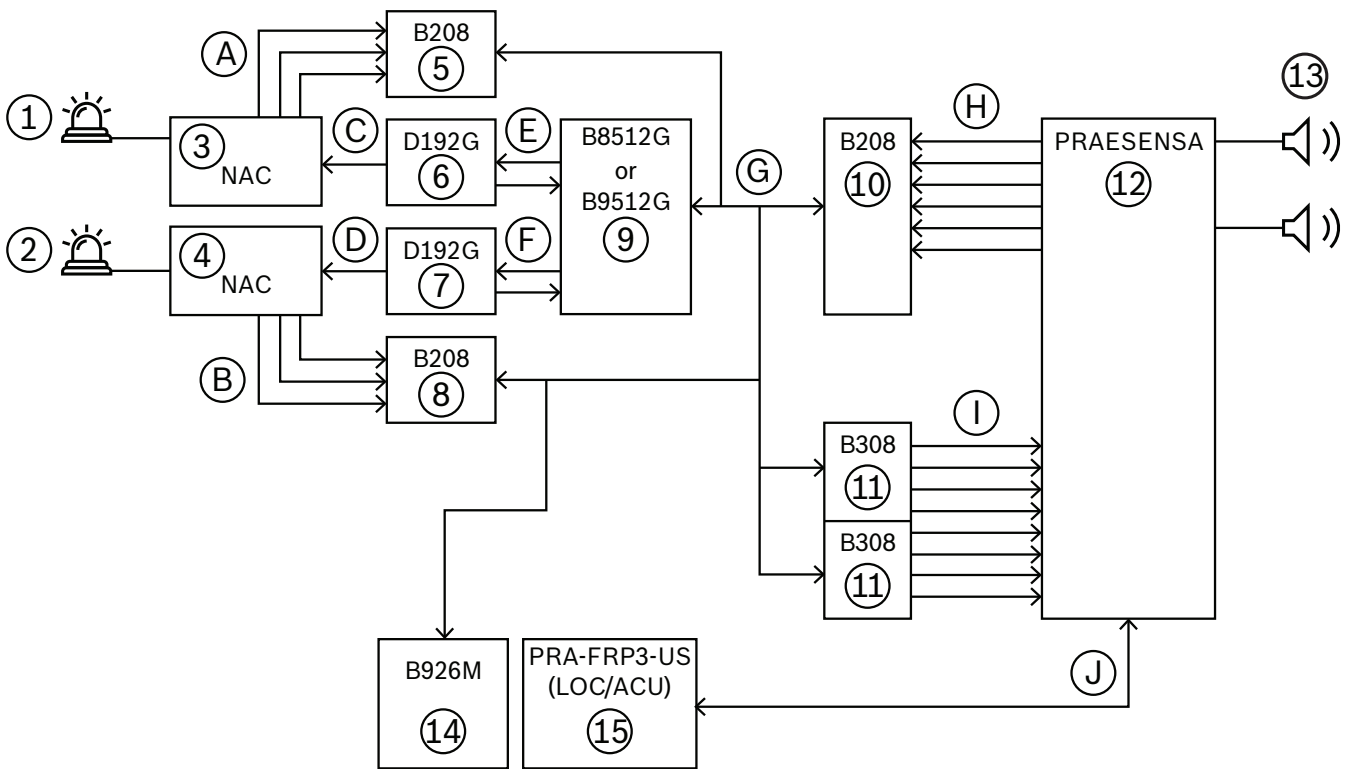 A
B208
5
13
1
3
NAC
C
D192G
6
E
B8512G
or
B9512G
9
G
B208
10
H
PRAESENSA
12
2
4
NAC
D
D192G
7
F
B
B208
8
I
B308
11
B308
11
B926M
14
PRA-FRP3-US
(LOC/ACU)
15
J